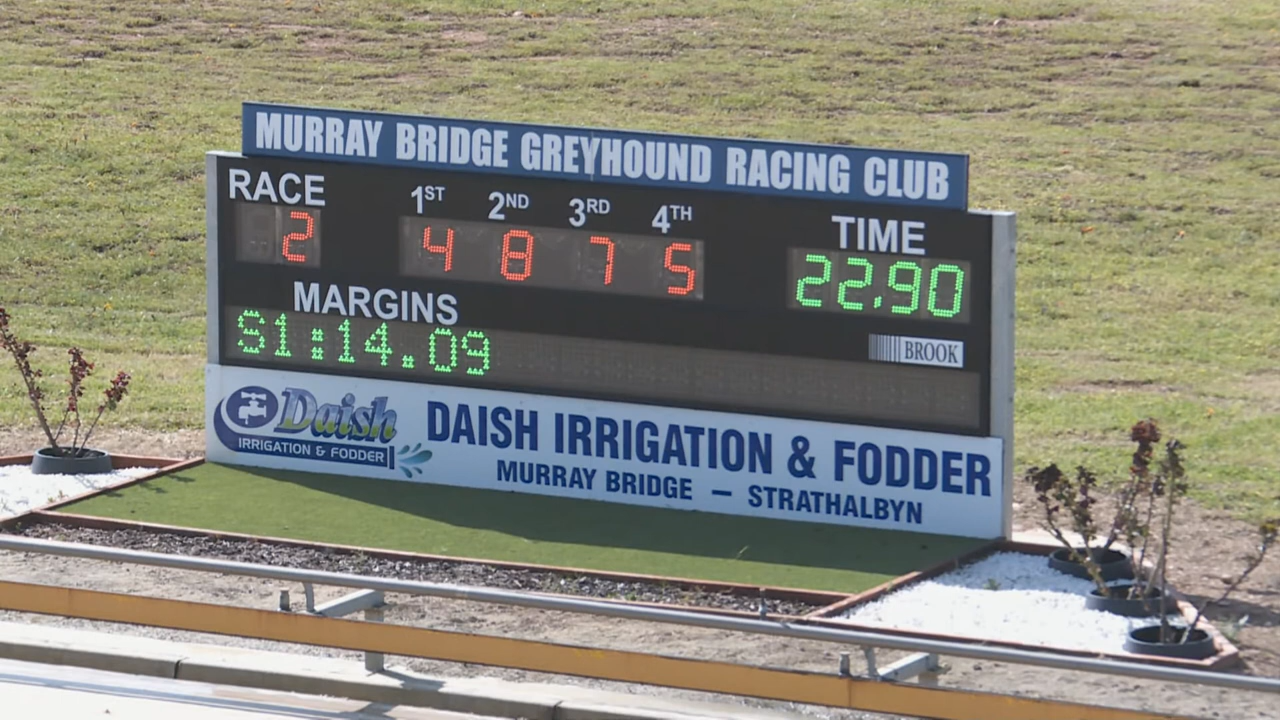 MURRAY BRIDGE GREYHOUND RACING CLUB
RACE 1ST 2ND 3RD 4TH TIME
2 4 8 7 5 22.90
MARGINS
S1:14.09
BROOK
Daish
IRRIGATION & FODDER
DAISH IRRIGATION & FODDER
MURRAY BRIDGE – STRATHALBYN